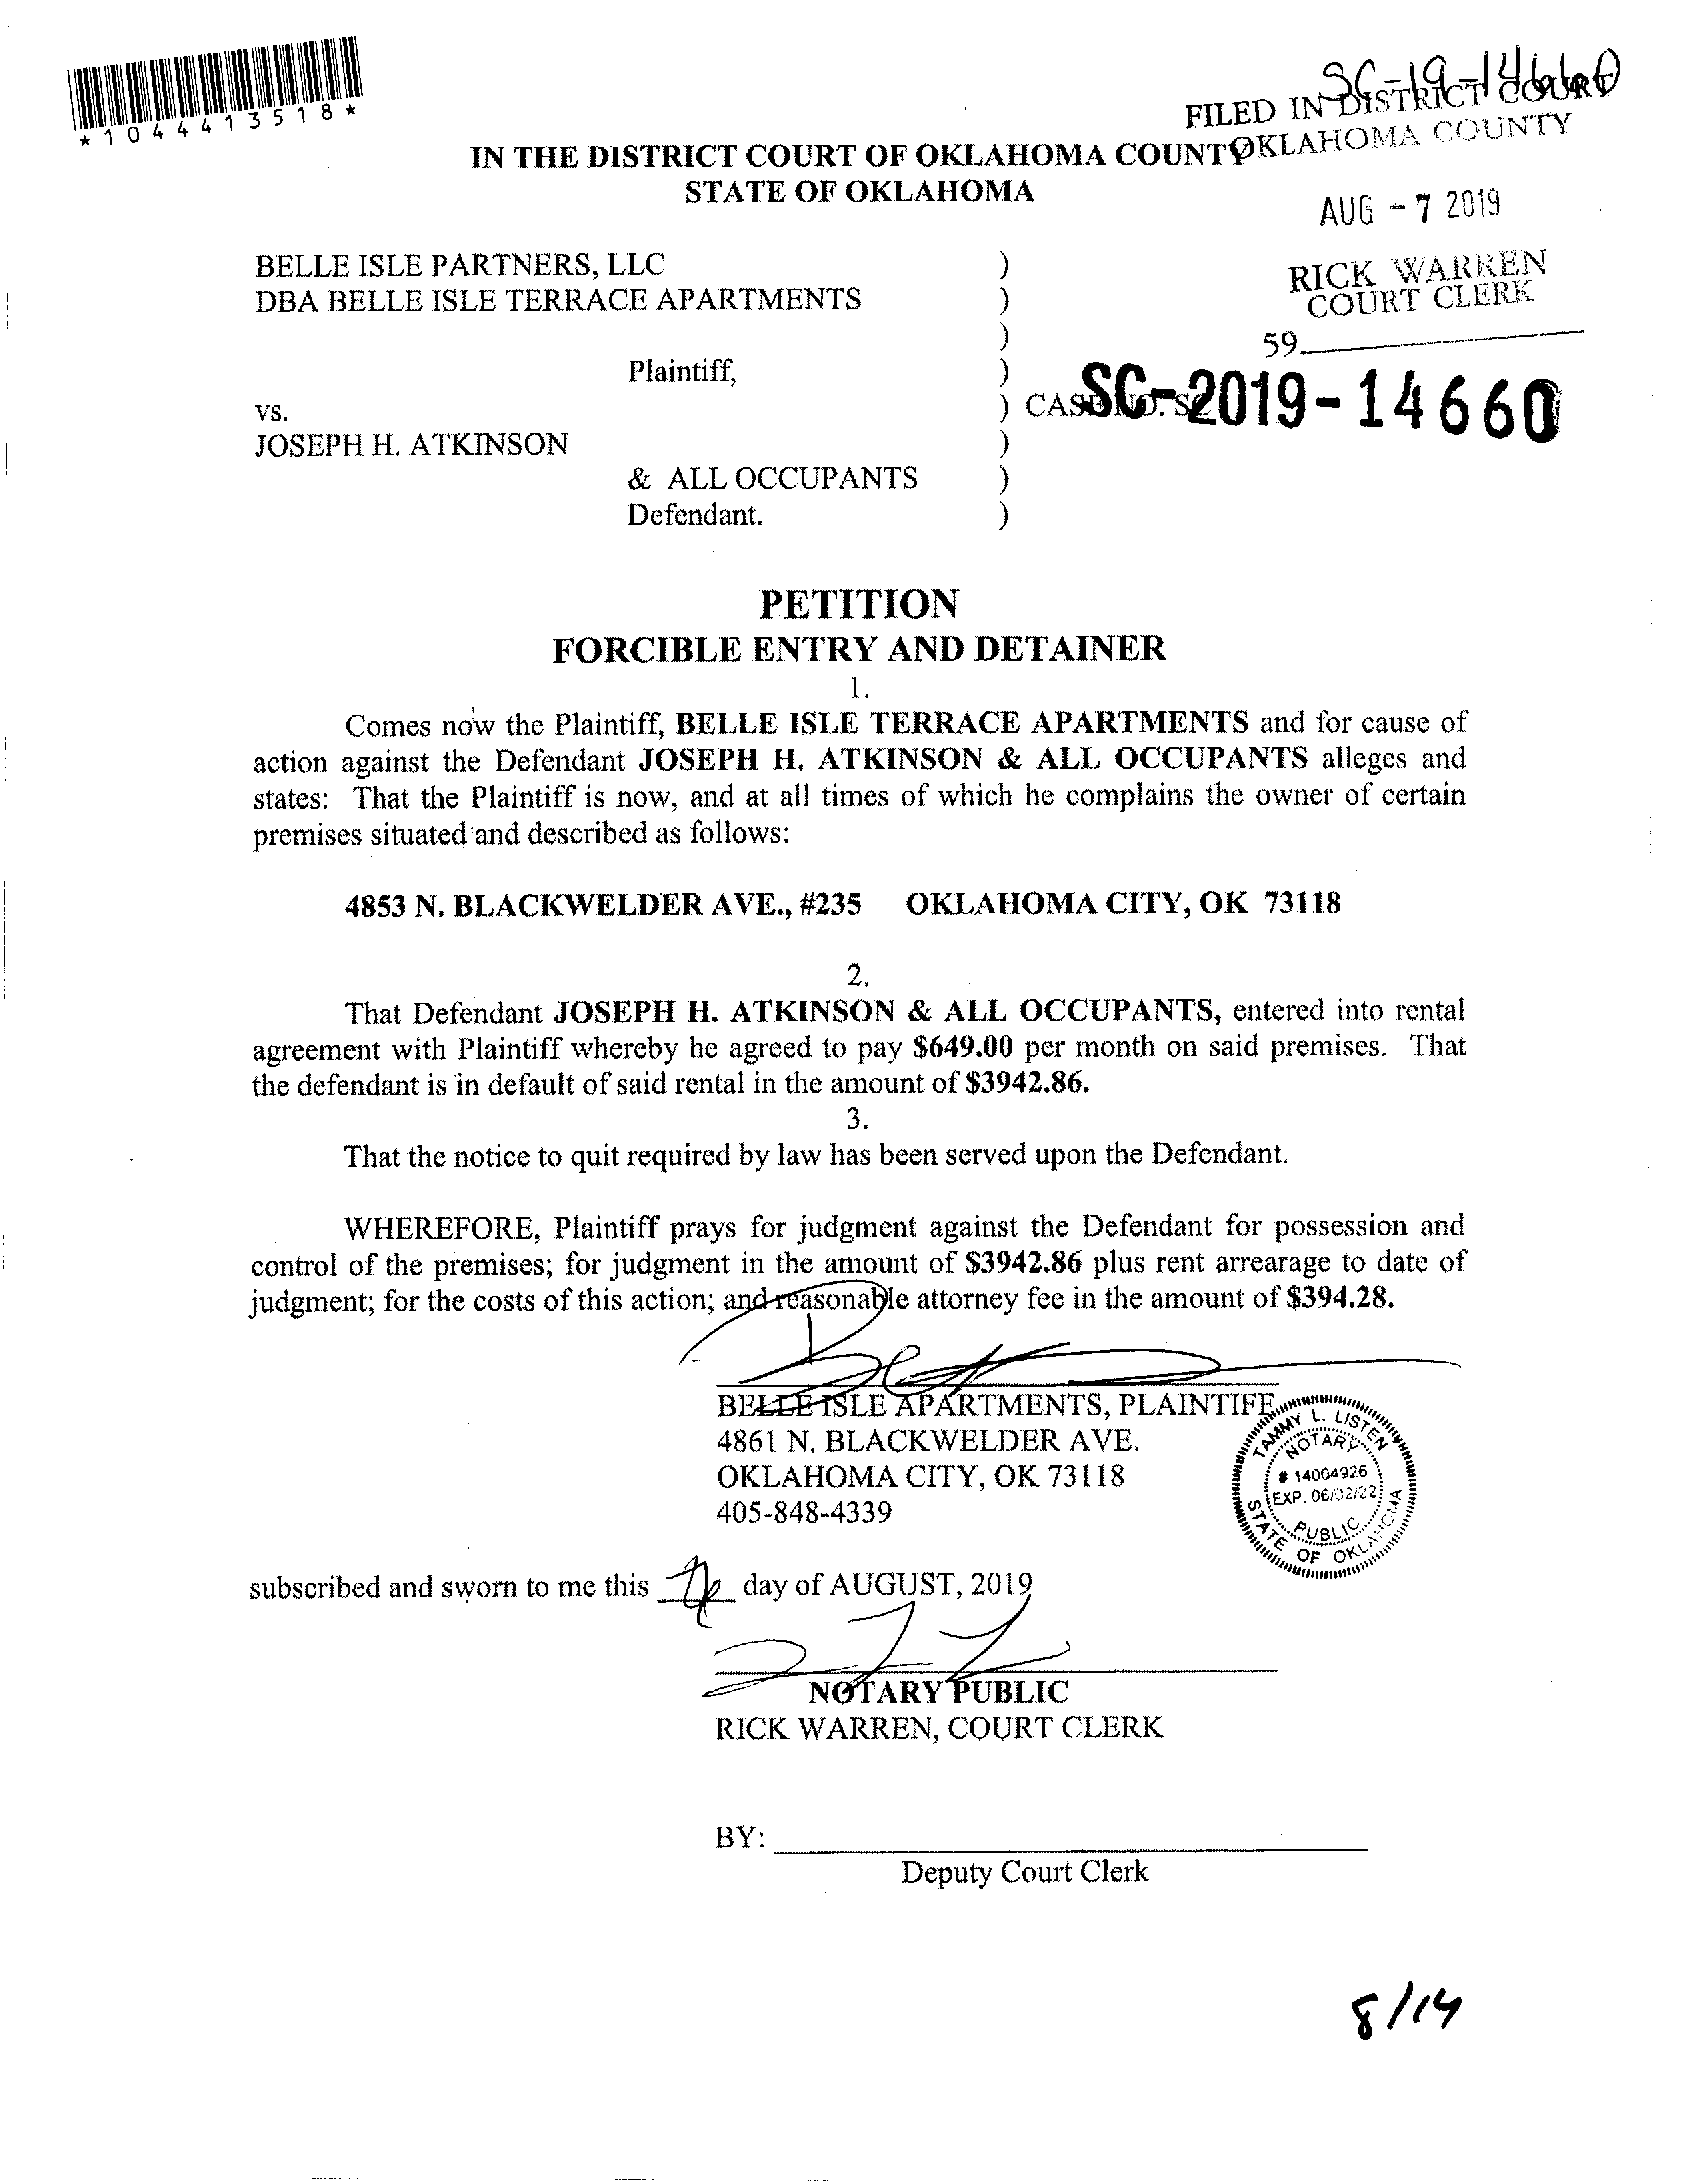 *1044413518*
SC-19-14660
FILED IN DISTRICT COURT
OKLAHOMA COUNTY
IN THE DISTRICT COURT OF OKLAHOMA COUNTY
STATE OF OKLAHOMA
AUG - 7 2019
RICK WARREN
COURT CLERK
59
BELLE ISLE PARTNERS, LLC )
DBA BELLE ISLE TERRACE APARTMENTS )
)
Plaintiff, )
vs. ) CASE NO. SC-2019-14660
JOSEPH H. ATKINSON )
& ALL OCCUPANTS )
Defendant. )
PETITION
FORCIBLE ENTRY AND DETAINER
1.
Comes now the Plaintiff, BELLE ISLE TERRACE APARTMENTS and for cause of
action against the Defendant JOSEPH H. ATKINSON & ALL OCCUPANTS alleges and
states: That the Plaintiff is now, and at all times of which he complains the owner of certain
premises situated and described as follows:
4853 N. BLACKWELDER AVE., #235 OKLAHOMA CITY, OK 73118
2.
That Defendant JOSEPH H. ATKINSON & ALL OCCUPANTS, entered into rental
agreement with Plaintiff whereby he agreed to pay $649.00 per month on said premises. That
the defendant is in default of said rental in the amount of $3942.86.
3.
That the notice to quit required by law has been served upon the Defendant.
WHEREFORE, Plaintiff prays for judgment against the Defendant for possession and
control of the premises; for judgment in the amount of $3942.86 plus rent arrearage to date of
judgment; for the costs of this action; and reasonable attorney fee in the amount of $394.28.
BELLE ISLE APARTMENTS, PLAINTIFF
4861 N. BLACKWELDER AVE.
OKLAHOMA CITY, OK 73118
405-848-4339
TAMMY L. LISTEN
NOTARY
# 14004926
EXP. 06/02/22
PUBLIC
STATE OF OKLAHOMA
subscribed and sworn to me this day of AUGUST, 2019
NOTARY PUBLIC
RICK WARREN, COURT CLERK
BY:
Deputy Court Clerk
8/14